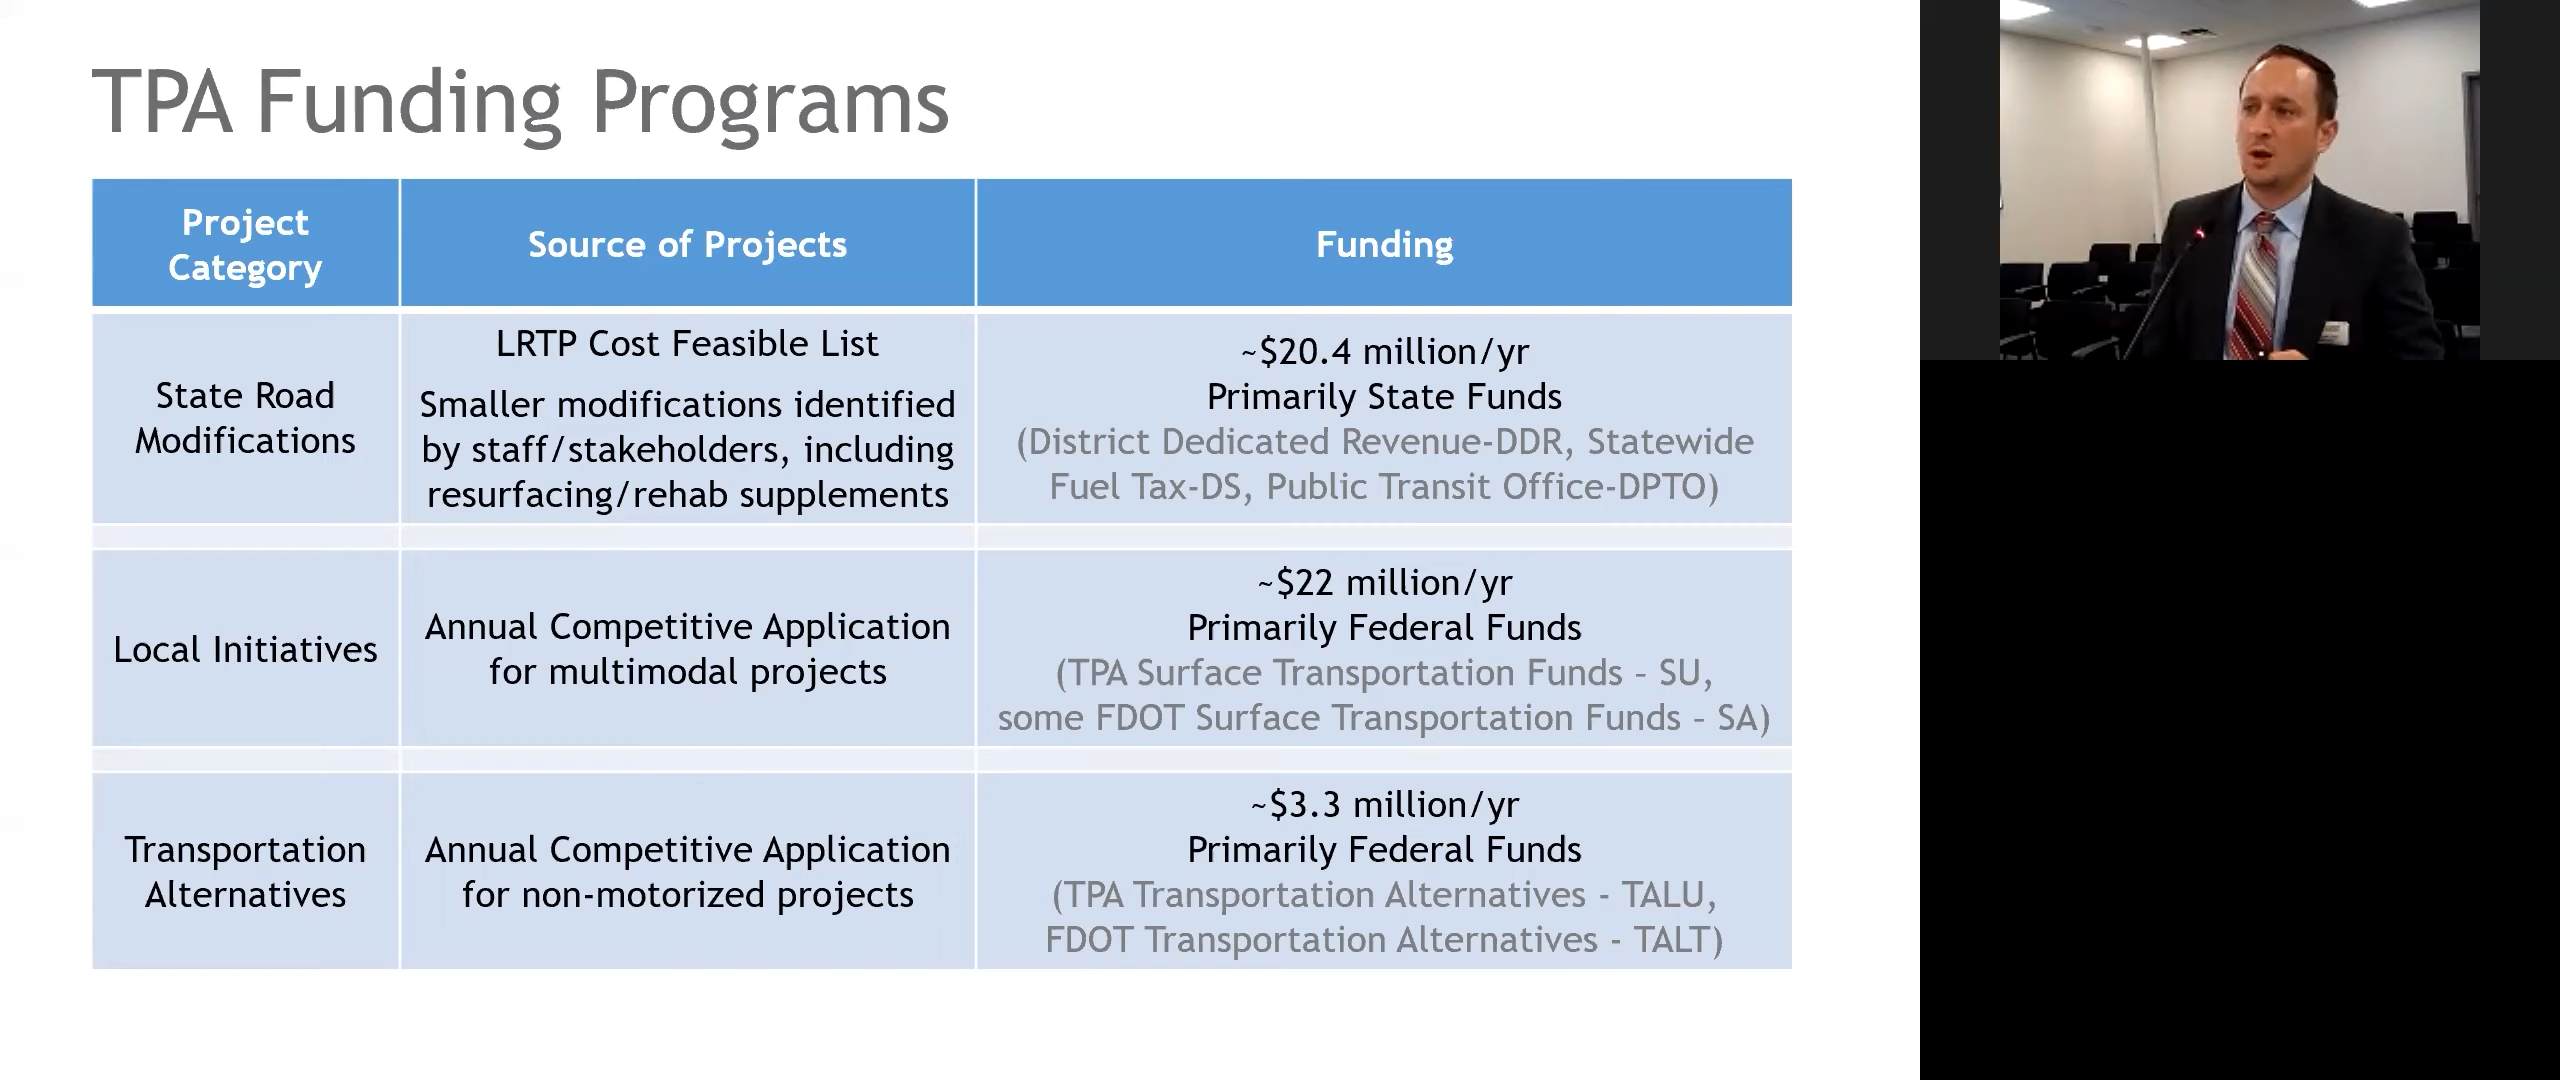 TPA Funding Programs
Project
Category
Source of Projects
Funding
State Road
Modifications
LRTP Cost Feasible List
Smaller modifications identified
by staff/stakeholders, including
resurfacing/rehab supplements
~$20.4 million/yr
Primarily State Funds
(District Dedicated Revenue-DDR, Statewide
Fuel Tax-DS, Public Transit Office-DPTO)
Local Initiatives
Annual Competitive Application
for multimodal projects
~$22 million/yr
Primarily Federal Funds
(TPA Surface Transportation Funds – SU,
some FDOT Surface Transportation Funds – SA)
Transportation
Alternatives
Annual Competitive Application
for non-motorized projects
~$3.3 million/yr
Primarily Federal Funds
(TPA Transportation Alternatives - TALU,
FDOT Transportation Alternatives - TALT)